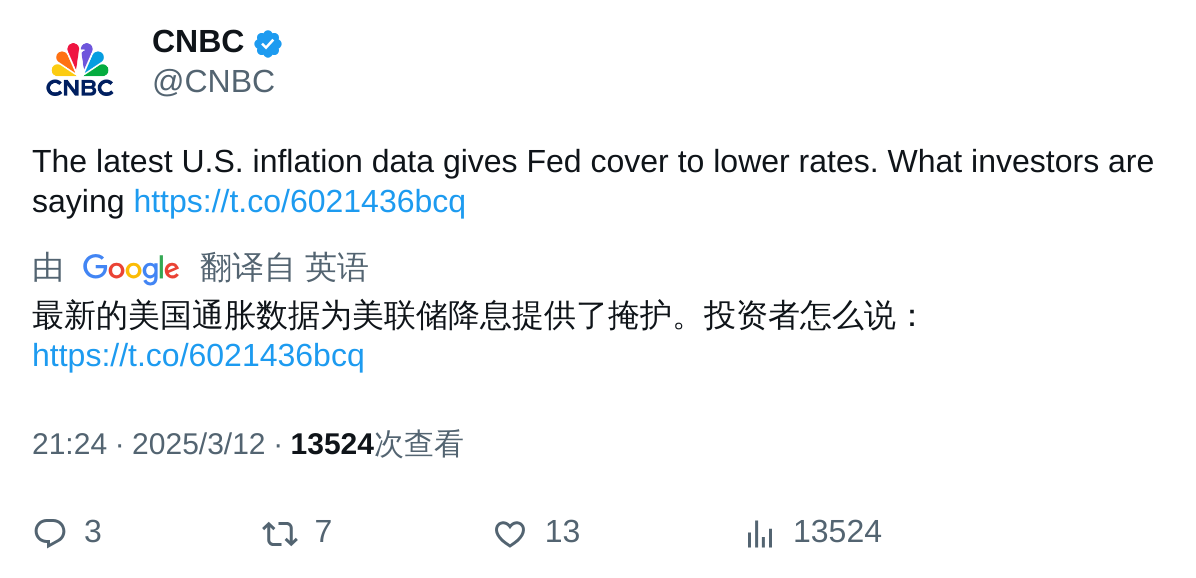 CNBC
CNBC
@CNBC
The latest U.S. inflation data gives Fed cover to lower rates. What investors are
saying https://t.co/6021436bcq
由 Google 翻译自 英语
最新的美国通胀数据为美联储降息提供了掩护。投资者怎么说：
https://t.co/6021436bcq
21:24 · 2025/3/12 · 13524次查看
3 7 13 13524